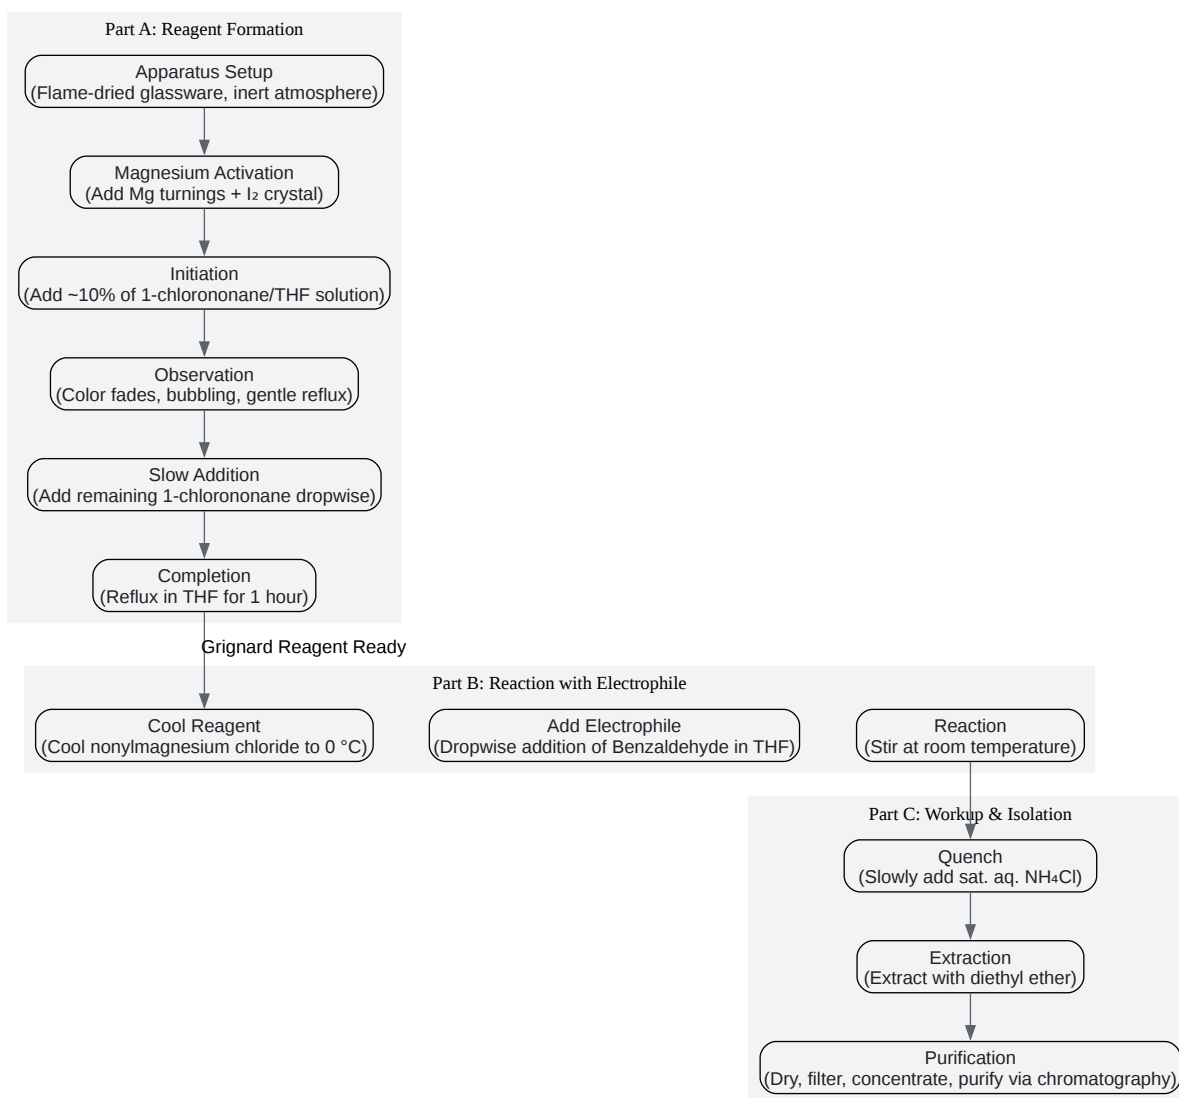 Part A: Reagent Formation
Apparatus Setup
(Flame-dried glassware, inert atmosphere)
Magnesium Activation
(Add Mg turnings + I₂ crystal)
Initiation
(Add ~10% of 1-chlorononane/THF solution)
Observation
(Color fades, bubbling, gentle reflux)
Slow Addition
(Add remaining 1-chlorononane dropwise)
Completion
(Reflux in THF for 1 hour)
Grignard Reagent Ready
Part B: Reaction with Electrophile
Cool Reagent
(Cool nonylmagnesium chloride to 0 °C)
Add Electrophile
(Dropwise addition of Benzaldehyde in THF)
Reaction
(Stir at room temperature)
Part C: Workup & Isolation
Quench
(Slowly add sat. aq. NH₄Cl)
Extraction
(Extract with diethyl ether)
Purification
(Dry, filter, concentrate, purify via chromatography)